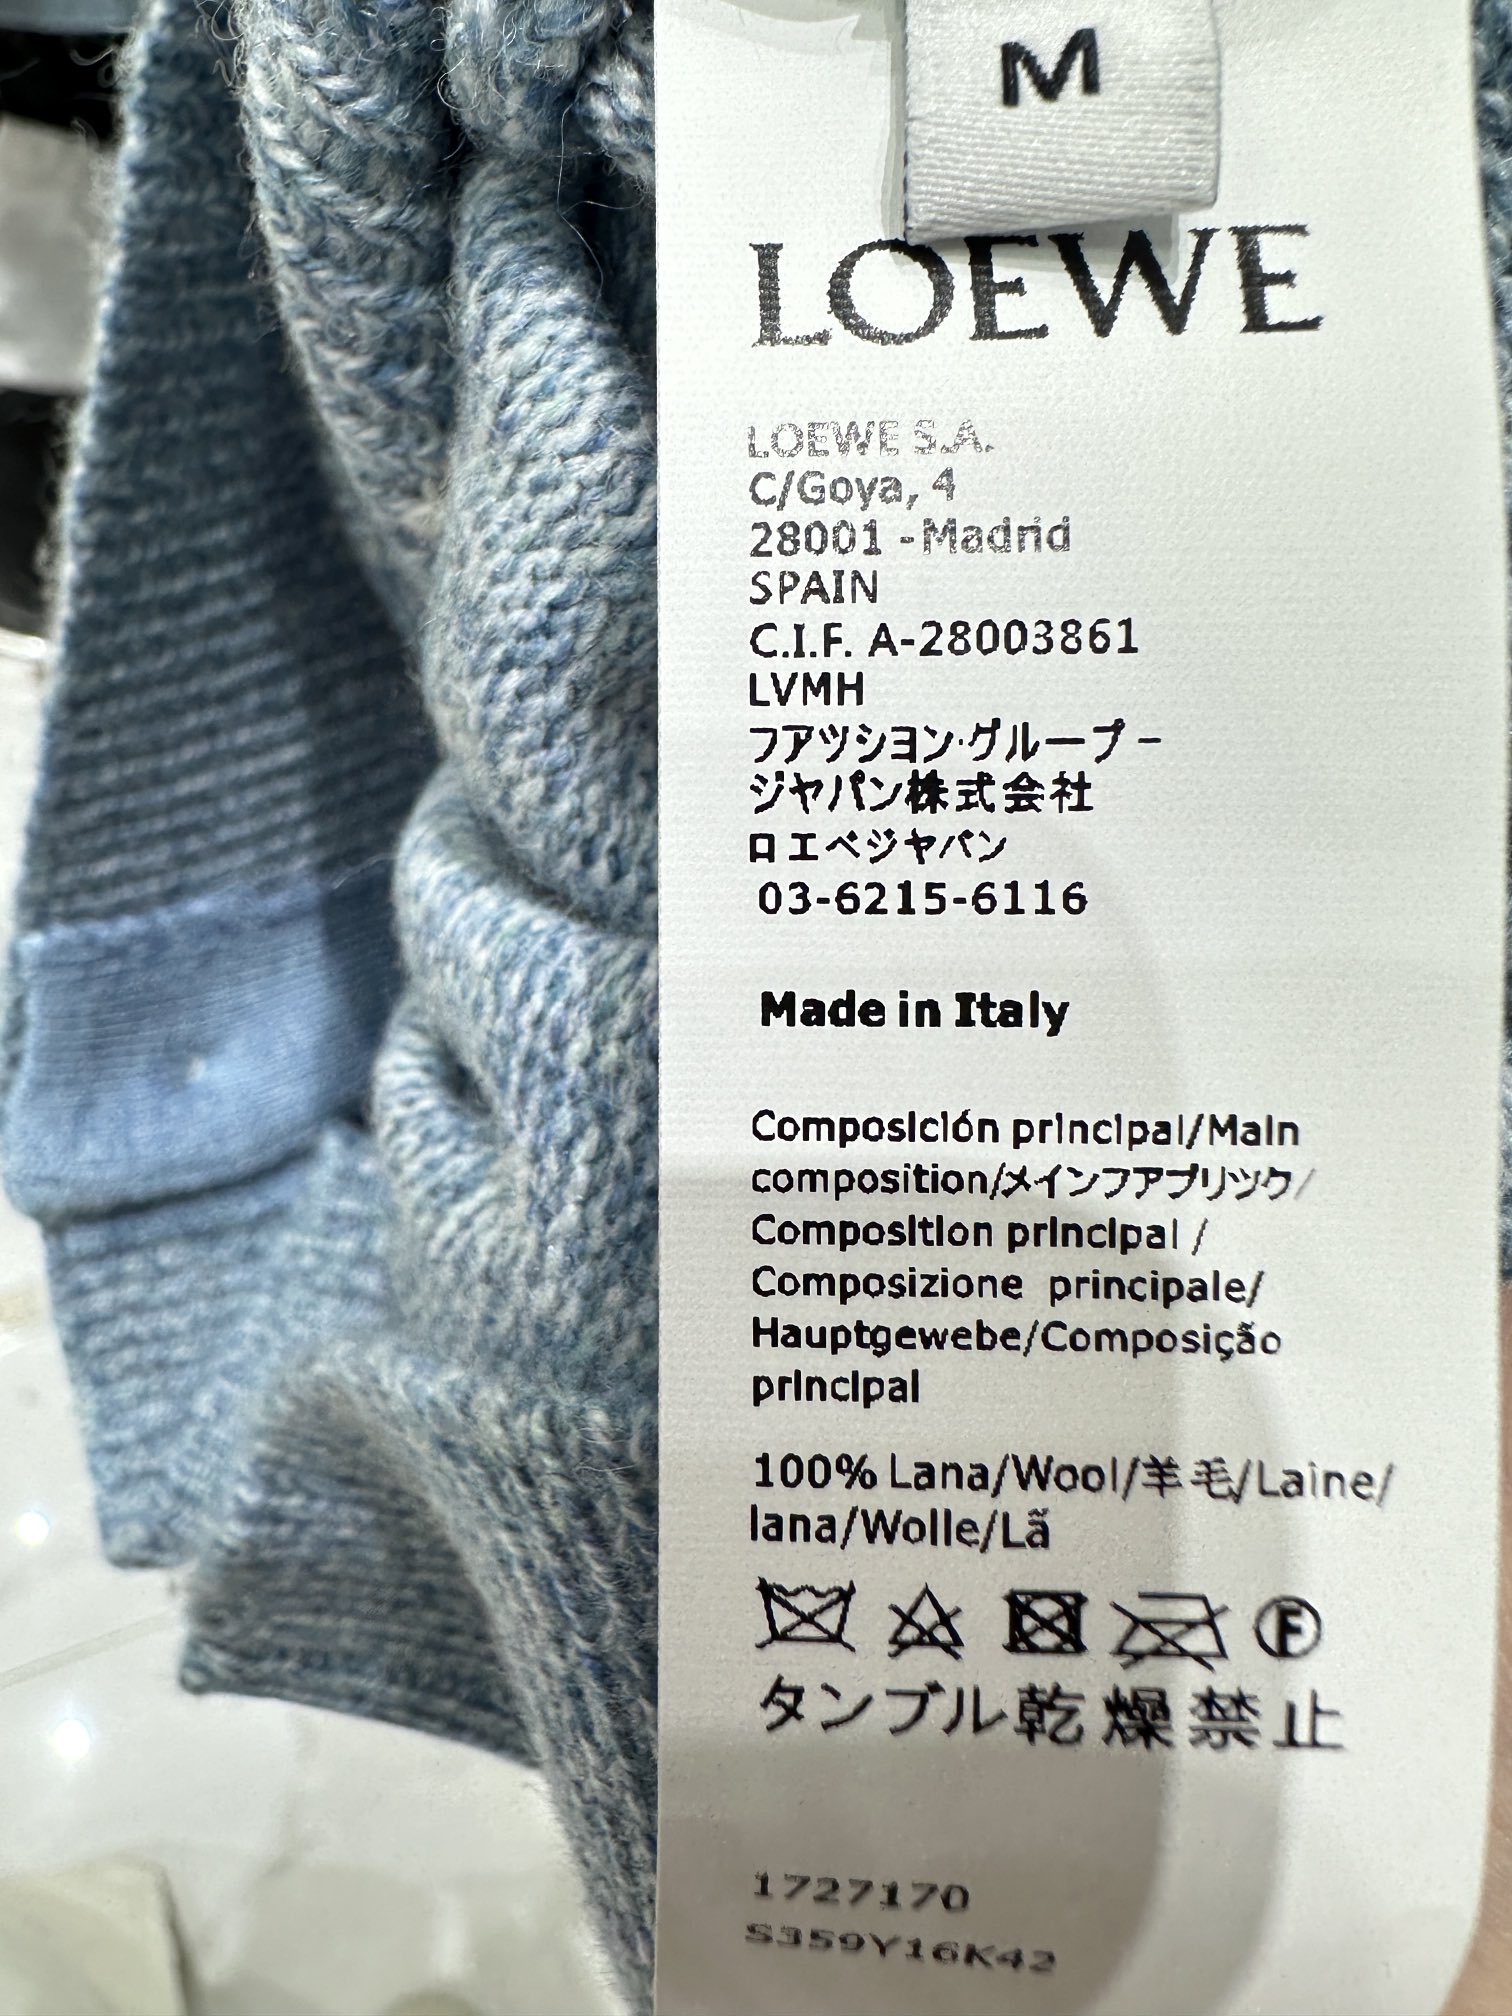 M
LOEWE
LOEWE S.A.
C/Goya, 4
28001 - Madrid
SPAIN
C.I.F. A-28003861
LVMH
フアツシヨン・グループ -
ジヤパン株式会社
ロエベジヤパン
03-6215-6116
Made in Italy
Composición principal/Main
composition/メインフアブリツク/
Composition principal /
Composizione principale/
Hauptgewebe/Composição
principal
100% Lana/Wool/羊毛/Laine/
lana/Wolle/Lã
F
タンブル乾燥禁止
1727170
S359Y16K42